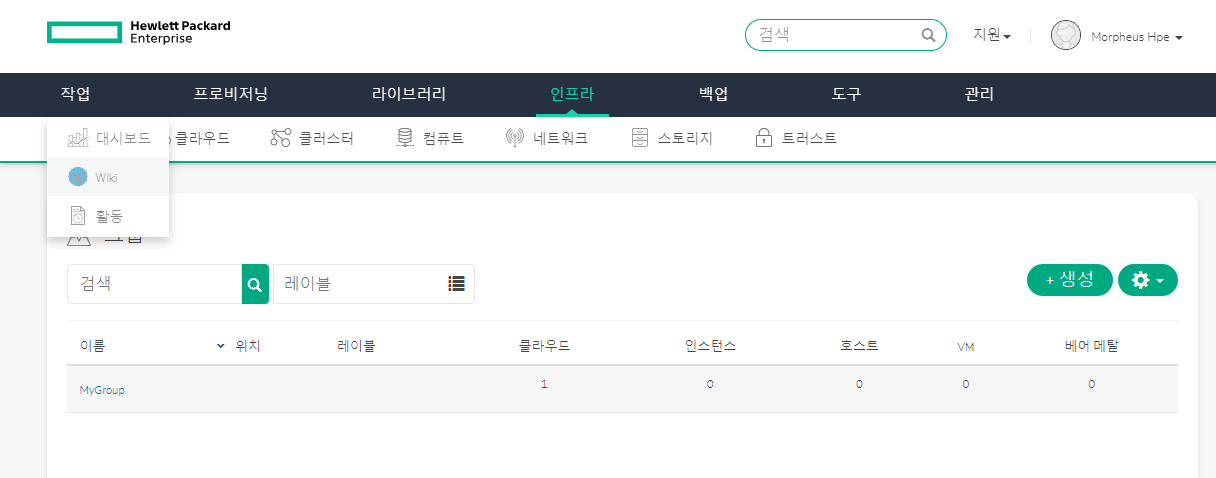 Hewlett Packard
Enterprise
검색
지원
Morpheus Hpe
작업 프로비저닝 라이브러리 인프라 백업 도구 관리
대시보드 클라우드 클러스터 컴퓨트 네트워크 스토리지 트러스트
Wiki
활동
검색 레이블 + 생성
이름 위치 레이블 클라우드 인스턴스 호스트 VM 베어 메탈
MyGroup 1 0 0 0 0